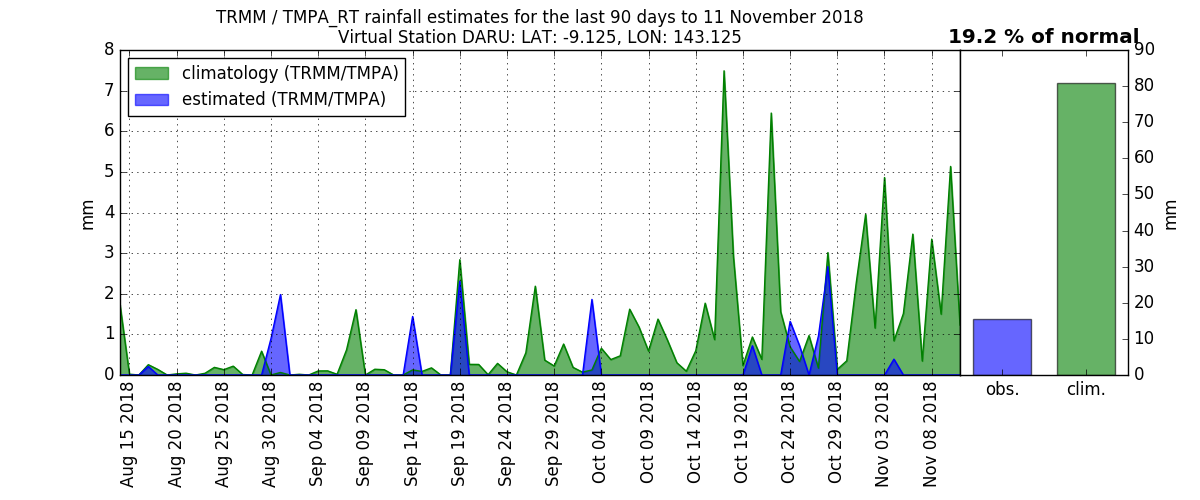 TRMM / TMPA_RT rainfall estimates for the last 90 days to 11 November 2018
Virtual Station DARU: LAT: -9.125, LON: 143.125
19.2 % of normal
climatology (TRMM/TMPA)
estimated (TRMM/TMPA)
8
7
6
5
4
3
2
1
0
mm
Aug 15 2018
Aug 20 2018
Aug 25 2018
Aug 30 2018
Sep 04 2018
Sep 09 2018
Sep 14 2018
Sep 19 2018
Sep 24 2018
Sep 29 2018
Oct 04 2018
Oct 09 2018
Oct 14 2018
Oct 19 2018
Oct 24 2018
Oct 29 2018
Nov 03 2018
Nov 08 2018
90
80
70
60
50
40
30
20
10
0
mm
obs.
clim.